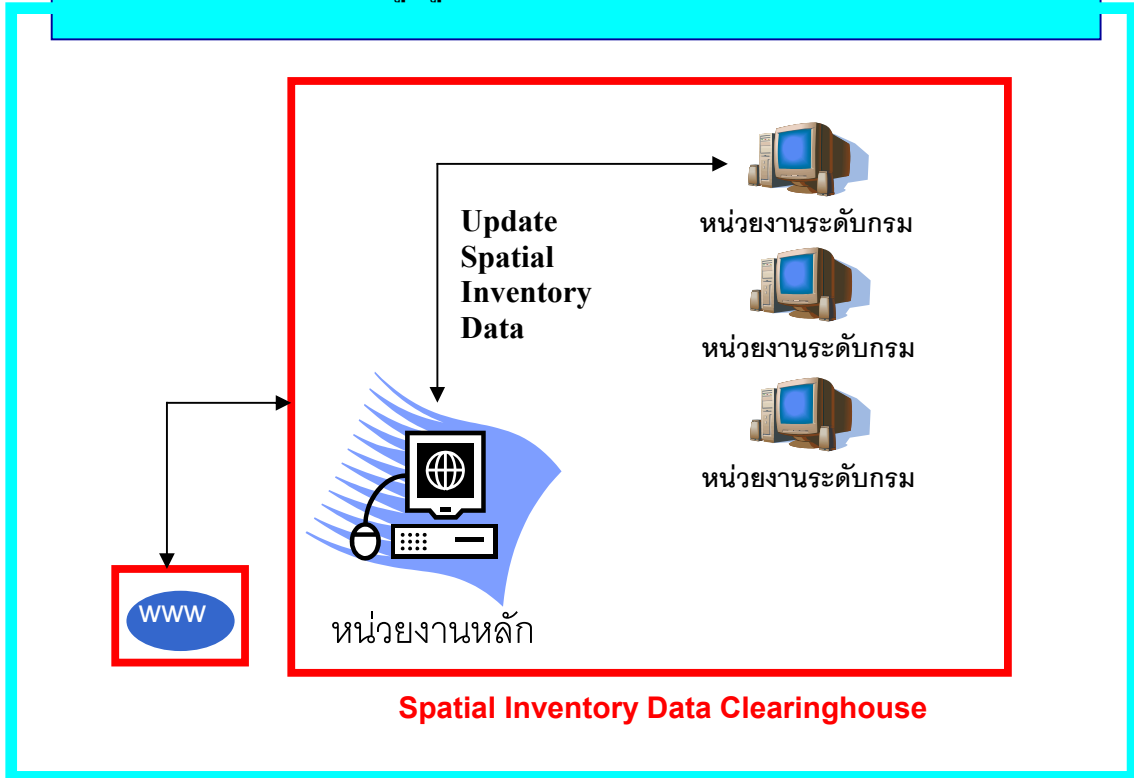 Update
Spatial
Inventory
Data
หน่วยงานระดับกรม
หน่วยงานระดับกรม
หน่วยงานระดับกรม
www
หน่วยงานหลัก
Spatial Inventory Data Clearinghouse